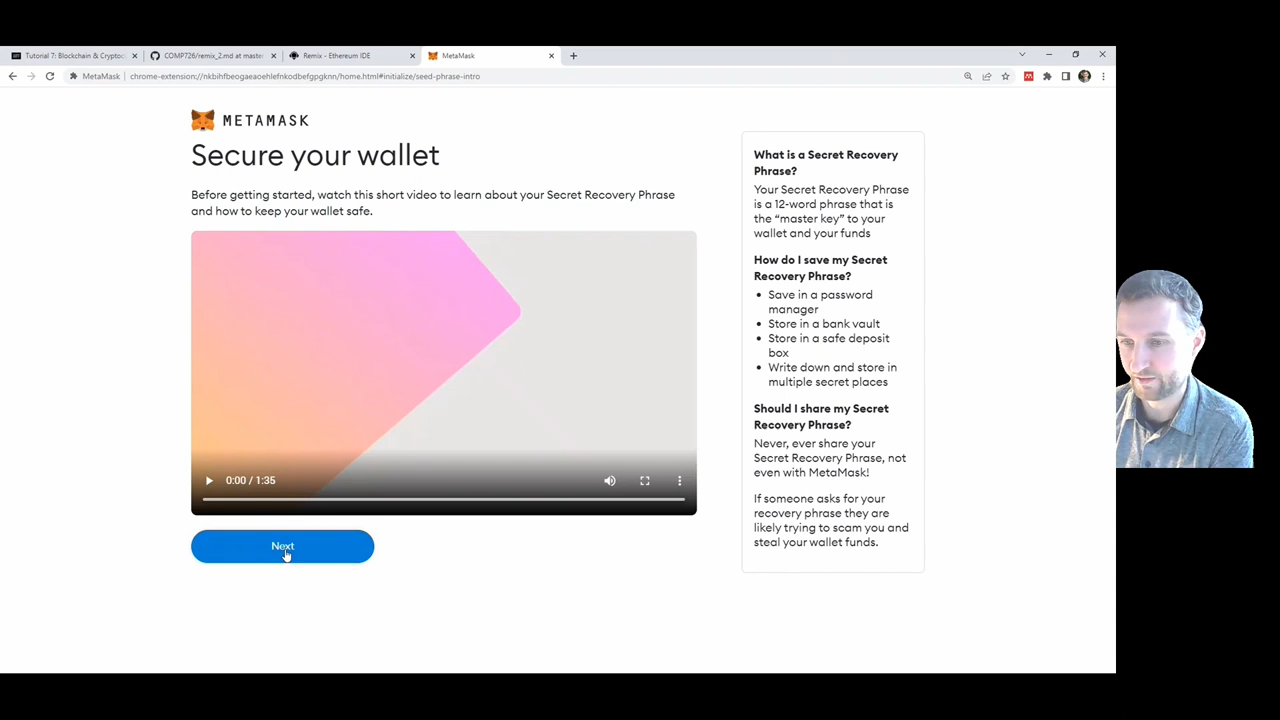 Tutorial 7: Blockchain & Cryptoc
COMP726/remix_2.md at master
Remix - Ethereum IDE
MetaMask
MetaMask
chrome-extension://nkbihfbeogaeaoehlefnkodbefgpgknn/home.html#initialize/seed-phrase-intro
METAMASK
Secure your wallet
Before getting started, watch this short video to learn about your Secret Recovery Phrase
and how to keep your wallet safe.
0:00 / 1:35
Next
What is a Secret Recovery
Phrase?
Your Secret Recovery Phrase
is a 12-word phrase that is
the “master key” to your
wallet and your funds
How do I save my Secret
Recovery Phrase?
• Save in a password
manager
• Store in a bank vault
• Store in a safe deposit
box
• Write down and store in
multiple secret places
Should I share my Secret
Recovery Phrase?
Never, ever share your
Secret Recovery Phrase, not
even with MetaMask!
If someone asks for your
recovery phrase they are
likely trying to scam you and
steal your wallet funds.